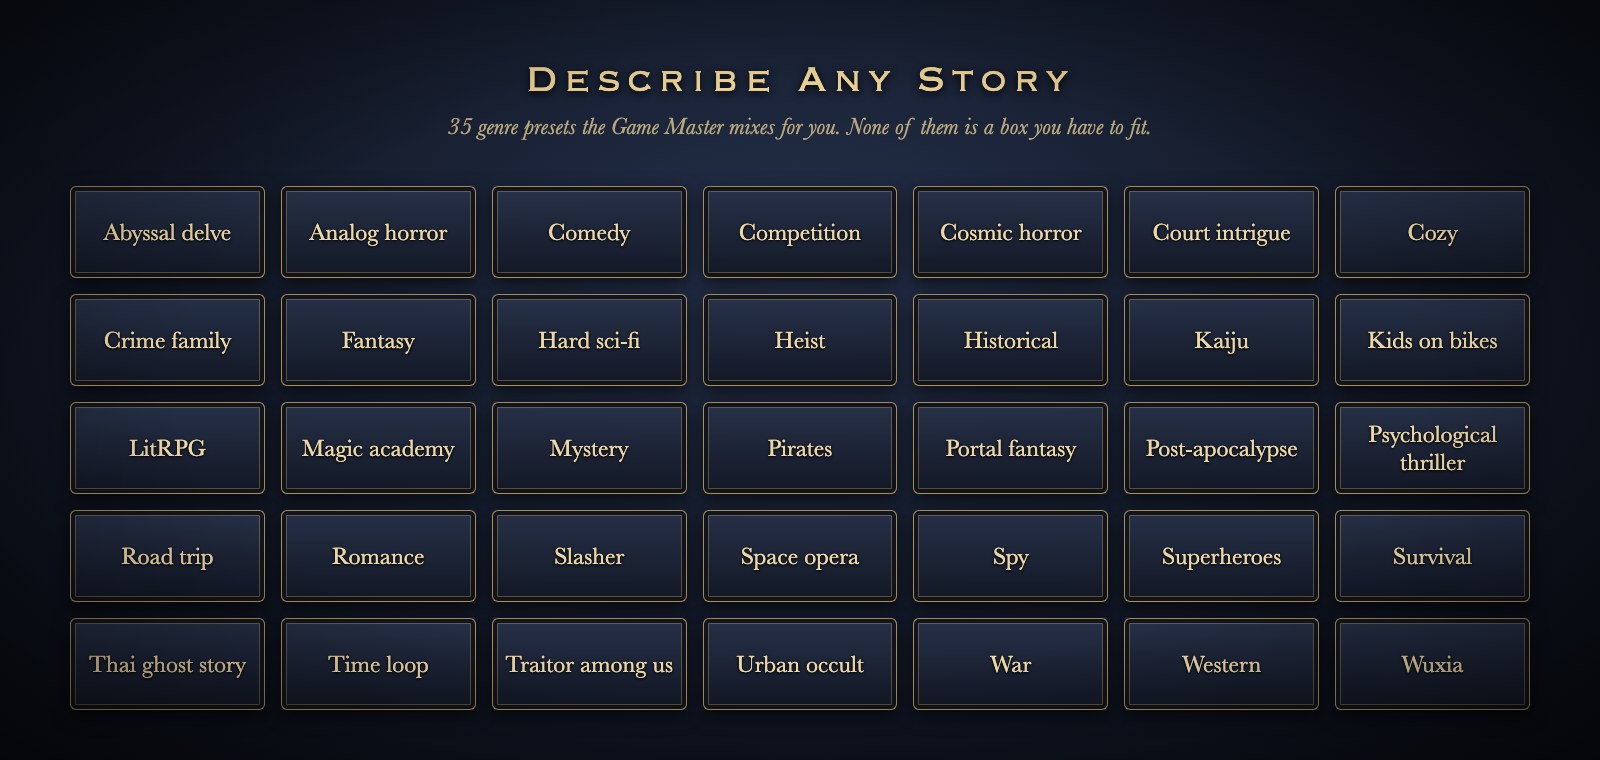 Describe Any Story
35 genre presets the Game Master mixes for you. None of them is a box you have to fit.
Abyssal delve
Analog horror
Comedy
Competition
Cosmic horror
Court intrigue
Cozy
Crime family
Fantasy
Hard sci-fi
Heist
Historical
Kaiju
Kids on bikes
LitRPG
Magic academy
Mystery
Pirates
Portal fantasy
Post-apocalypse
Psychological
thriller
Road trip
Romance
Slasher
Space opera
Spy
Superheroes
Survival
Thai ghost story
Time loop
Traitor among us
Urban occult
War
Western
Wuxia